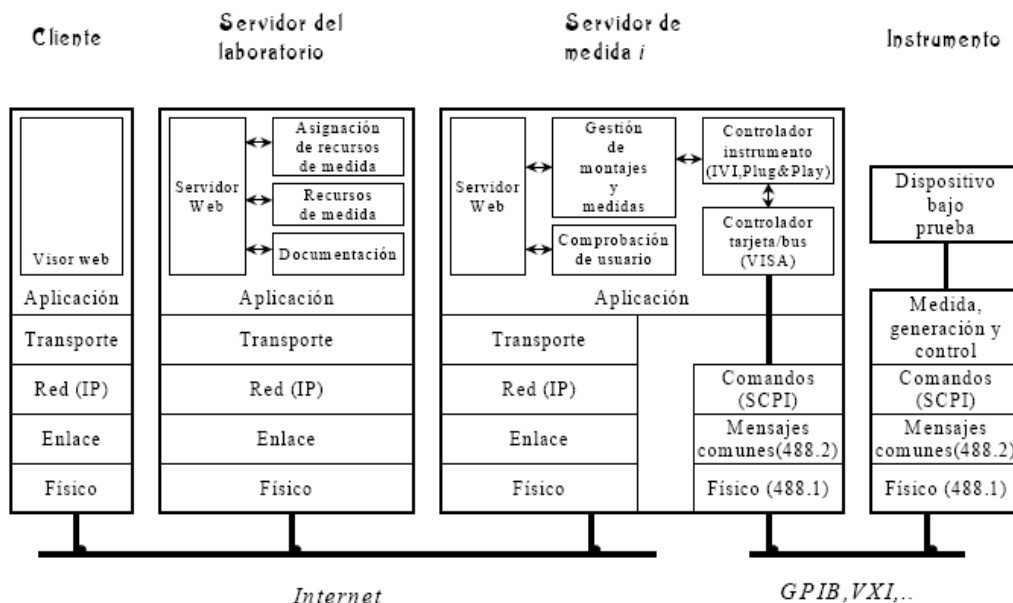 Cliente
Servidor del
laboratorio
Servidor de
medida i
Instrumento
Visor web
Aplicación
Transporte
Red (IP)
Enlace
Físico
Servidor
Web
Asignación
de recursos
de medida
Recursos
de medida
Documentación
Aplicación
Transporte
Red (IP)
Enlace
Físico
Servidor
Web
Gestión
de
montajes
y
medidas
Comprobación
de usuario
Controlador
instrumento
(IVI,Plug&Play)
Controlador
tarjeta/bus
(VISA)
Aplicación
Transporte
Red (IP)
Enlace
Físico
Comandos
(SCPI)
Mensajes
comunes(488.2)
Físico (488.1)
Dispositivo
bajo
prueba
Medida,
generación y
control
Comandos
(SCPI)
Mensajes
comunes(488.2)
Físico (488.1)
Internet
GPIB,VXI,..